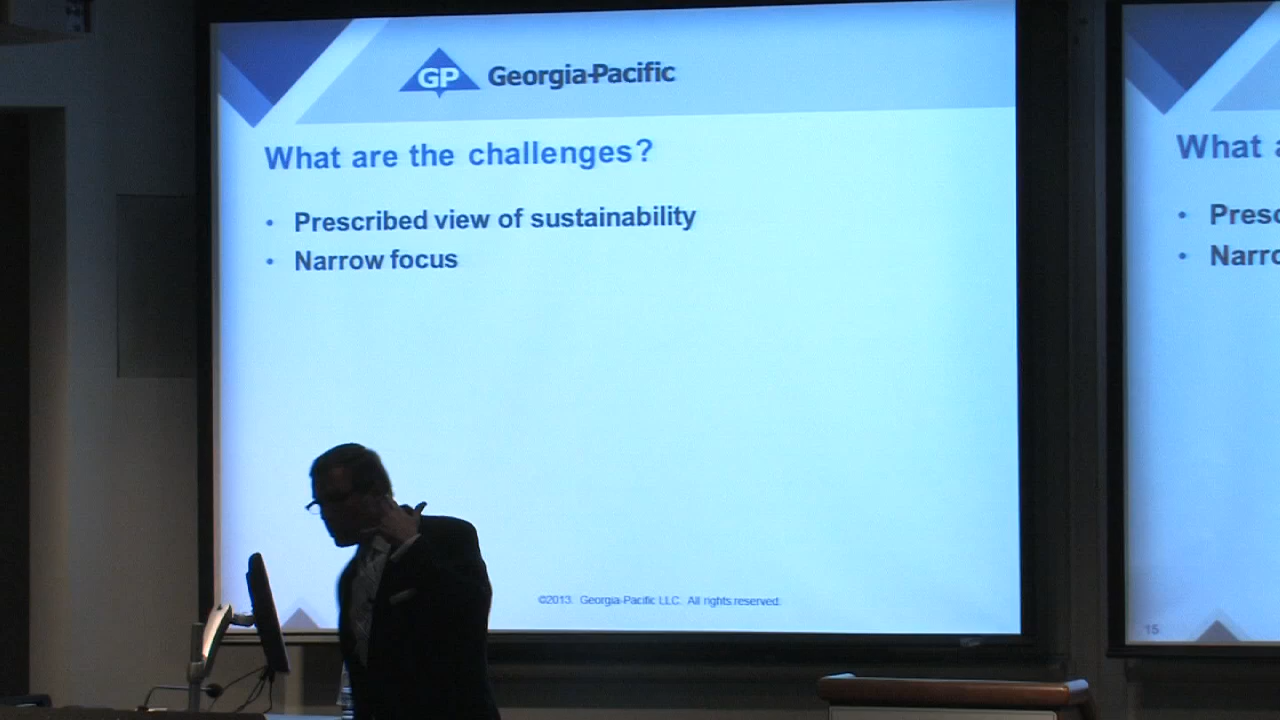 GP Georgia-Pacific
What are the challenges?
• Prescribed view of sustainability
• Narrow focus
©2013. Georgia-Pacific LLC. All rights reserved.
What a
• Presc
• Narro
15